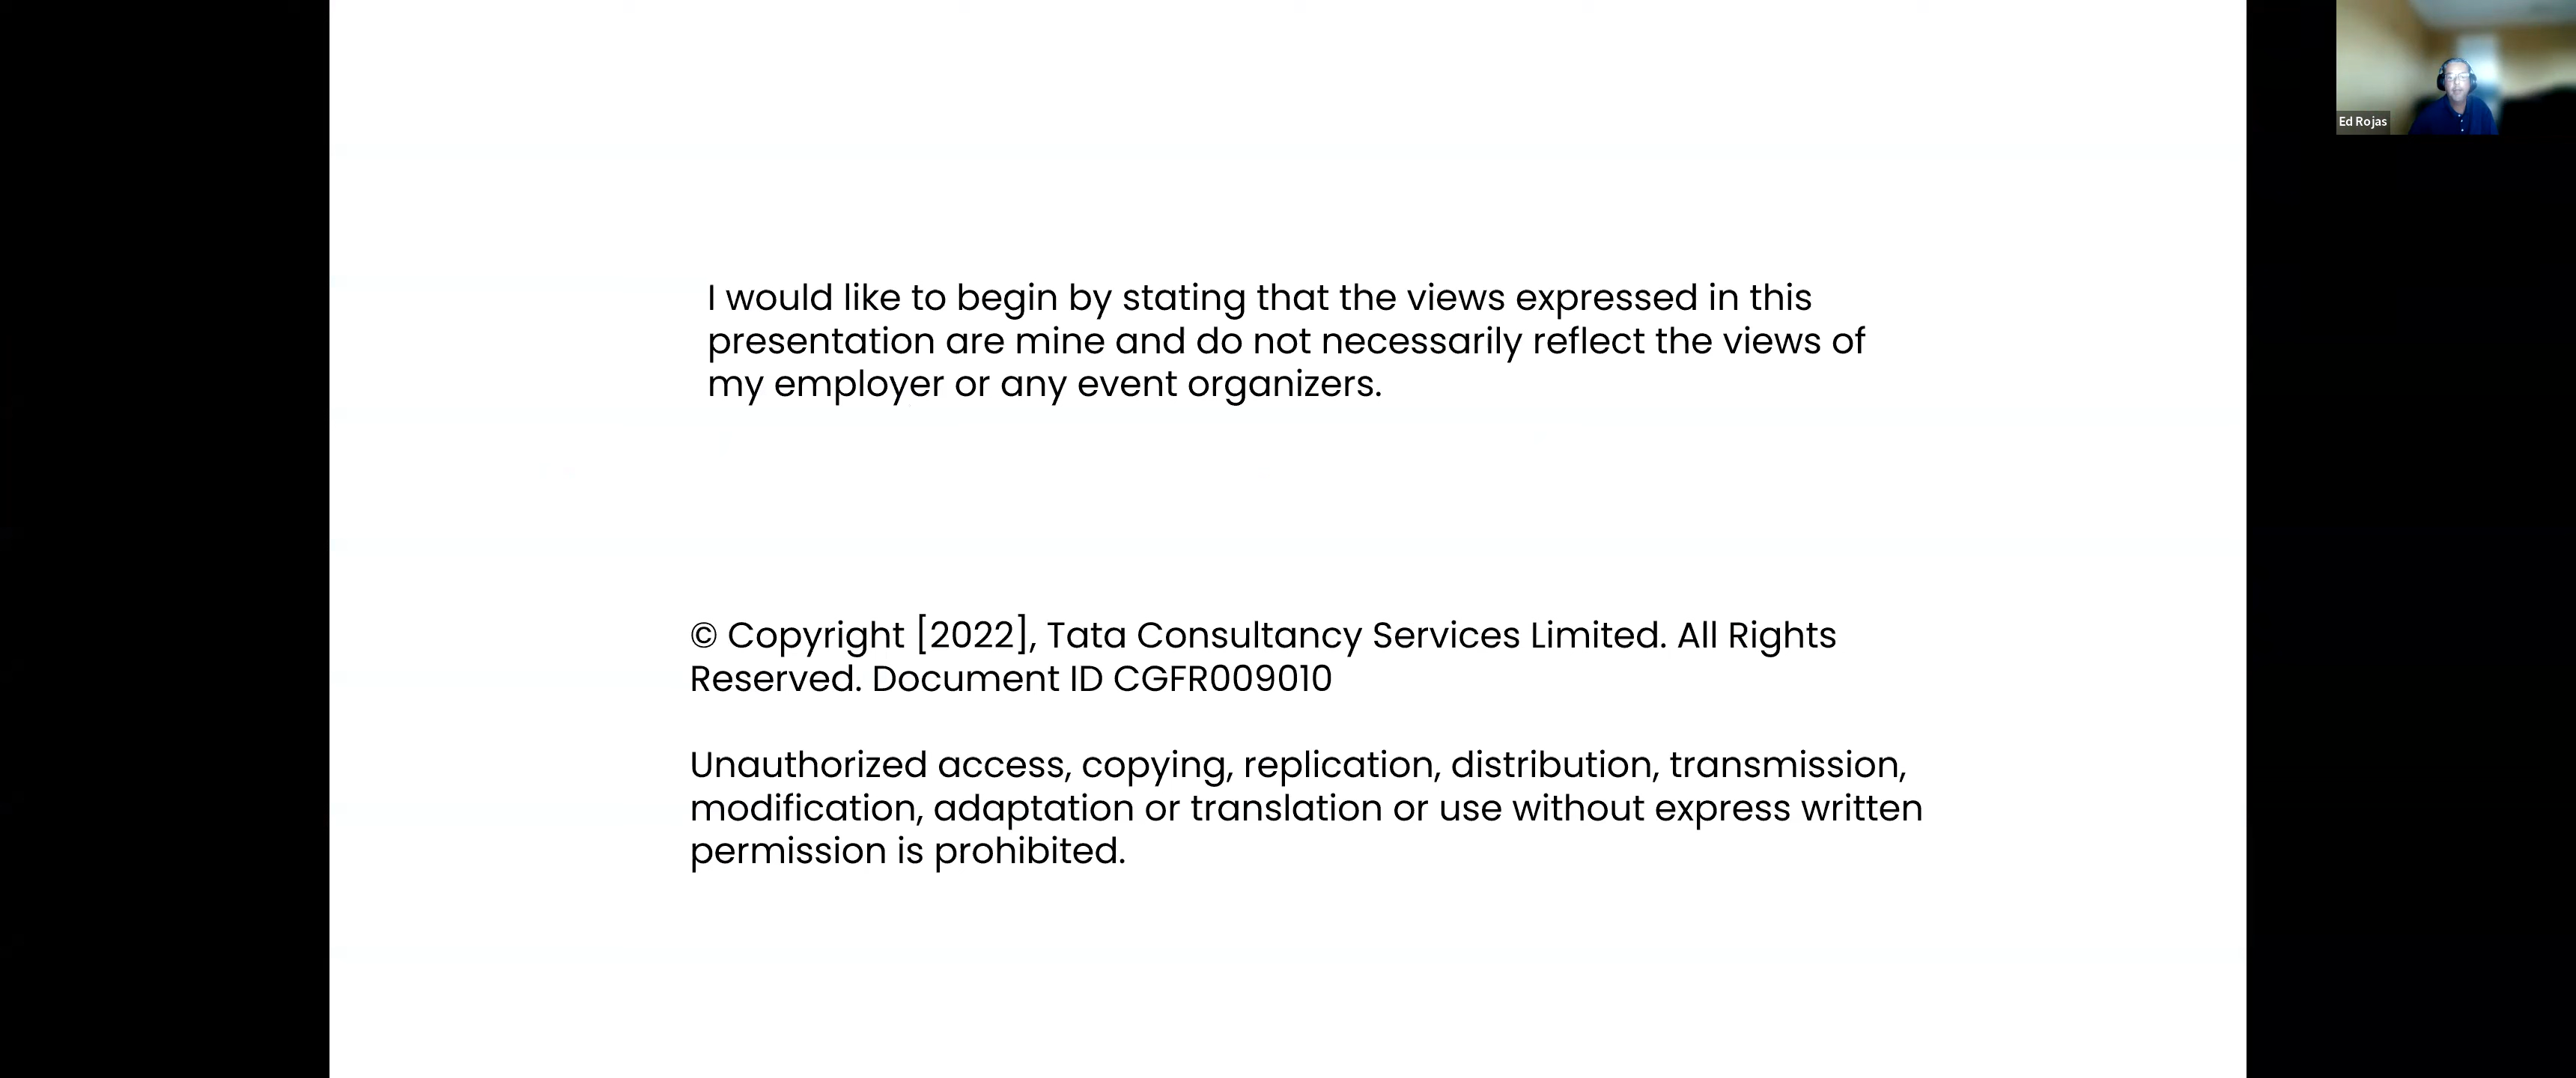 Ed Rojas
I would like to begin by stating that the views expressed in this
presentation are mine and do not necessarily reflect the views of
my employer or any event organizers.
© Copyright [2022], Tata Consultancy Services Limited. All Rights
Reserved. Document ID CGFR009010
Unauthorized access, copying, replication, distribution, transmission,
modification, adaptation or translation or use without express written
permission is prohibited.